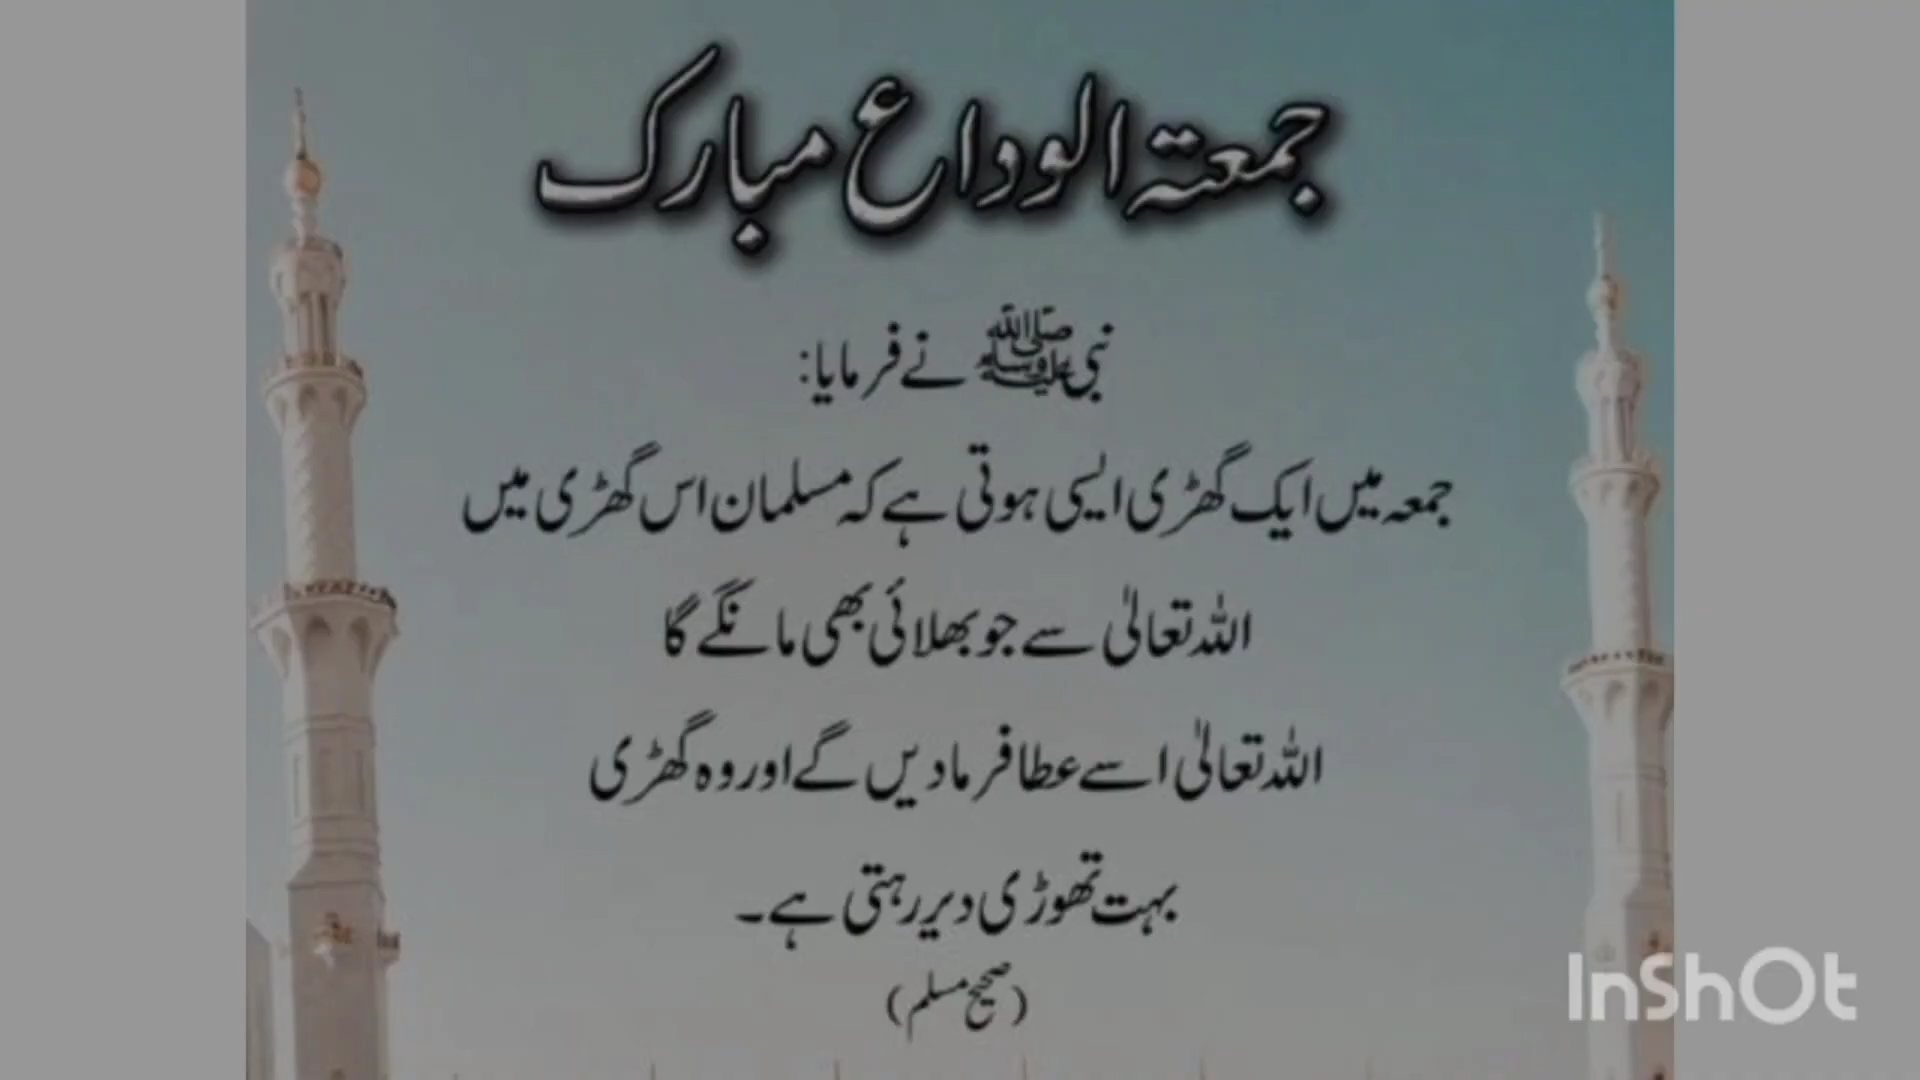 جمعتہ الوداع مبارک
نبی ﷺ نے فرمایا:
جمعہ میں ایک گھڑی ایسی ہوتی ہے کہ مسلمان اس گھڑی میں
اللہ تعالیٰ سے جو بھلائی بھی مانگے گا
اللہ تعالیٰ اسے عطا فرما دیں گے اور وہ گھڑی
بہت تھوڑی دیر رہتی ہے۔
(صحیح مسلم)
InShOt